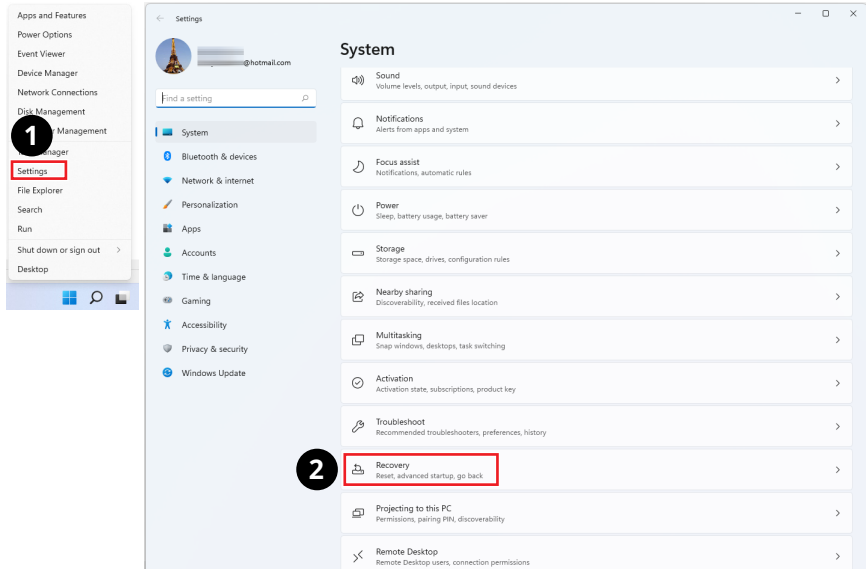 Apps and Features
Power Options
Event Viewer
Device Manager
Network Connections
Disk Management
Management
1
Settings
File Explorer
Search
Run
Shut down or sign out
Desktop
Settings
@hotmail.com
Find a setting
System
Bluetooth & devices
Network & internet
Personalization
Apps
Accounts
Time & language
Gaming
Accessibility
Privacy & security
Windows Update
System
Sound
Volume levels, output, input, sound devices
Notifications
Alerts from apps and system
Focus assist
Notifications, automatic rules
Power
Sleep, battery usage, battery saver
Storage
Storage space, drives, configuration rules
Nearby sharing
Discoverability, received files location
Multitasking
Snap windows, desktops, task switching
Activation
Activation state, subscriptions, product key
Troubleshoot
Recommended troubleshooters, preferences, history
2
Recovery
Reset, advanced startup, go back
Projecting to this PC
Permissions, pairing PIN, discoverability
Remote Desktop
Remote Desktop users, connection permissions